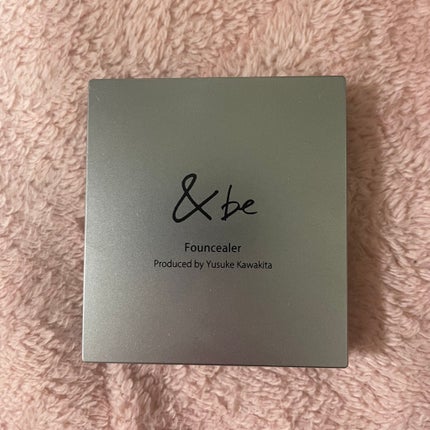 &be
Founcealer
Produced by Yusuke Kawakita